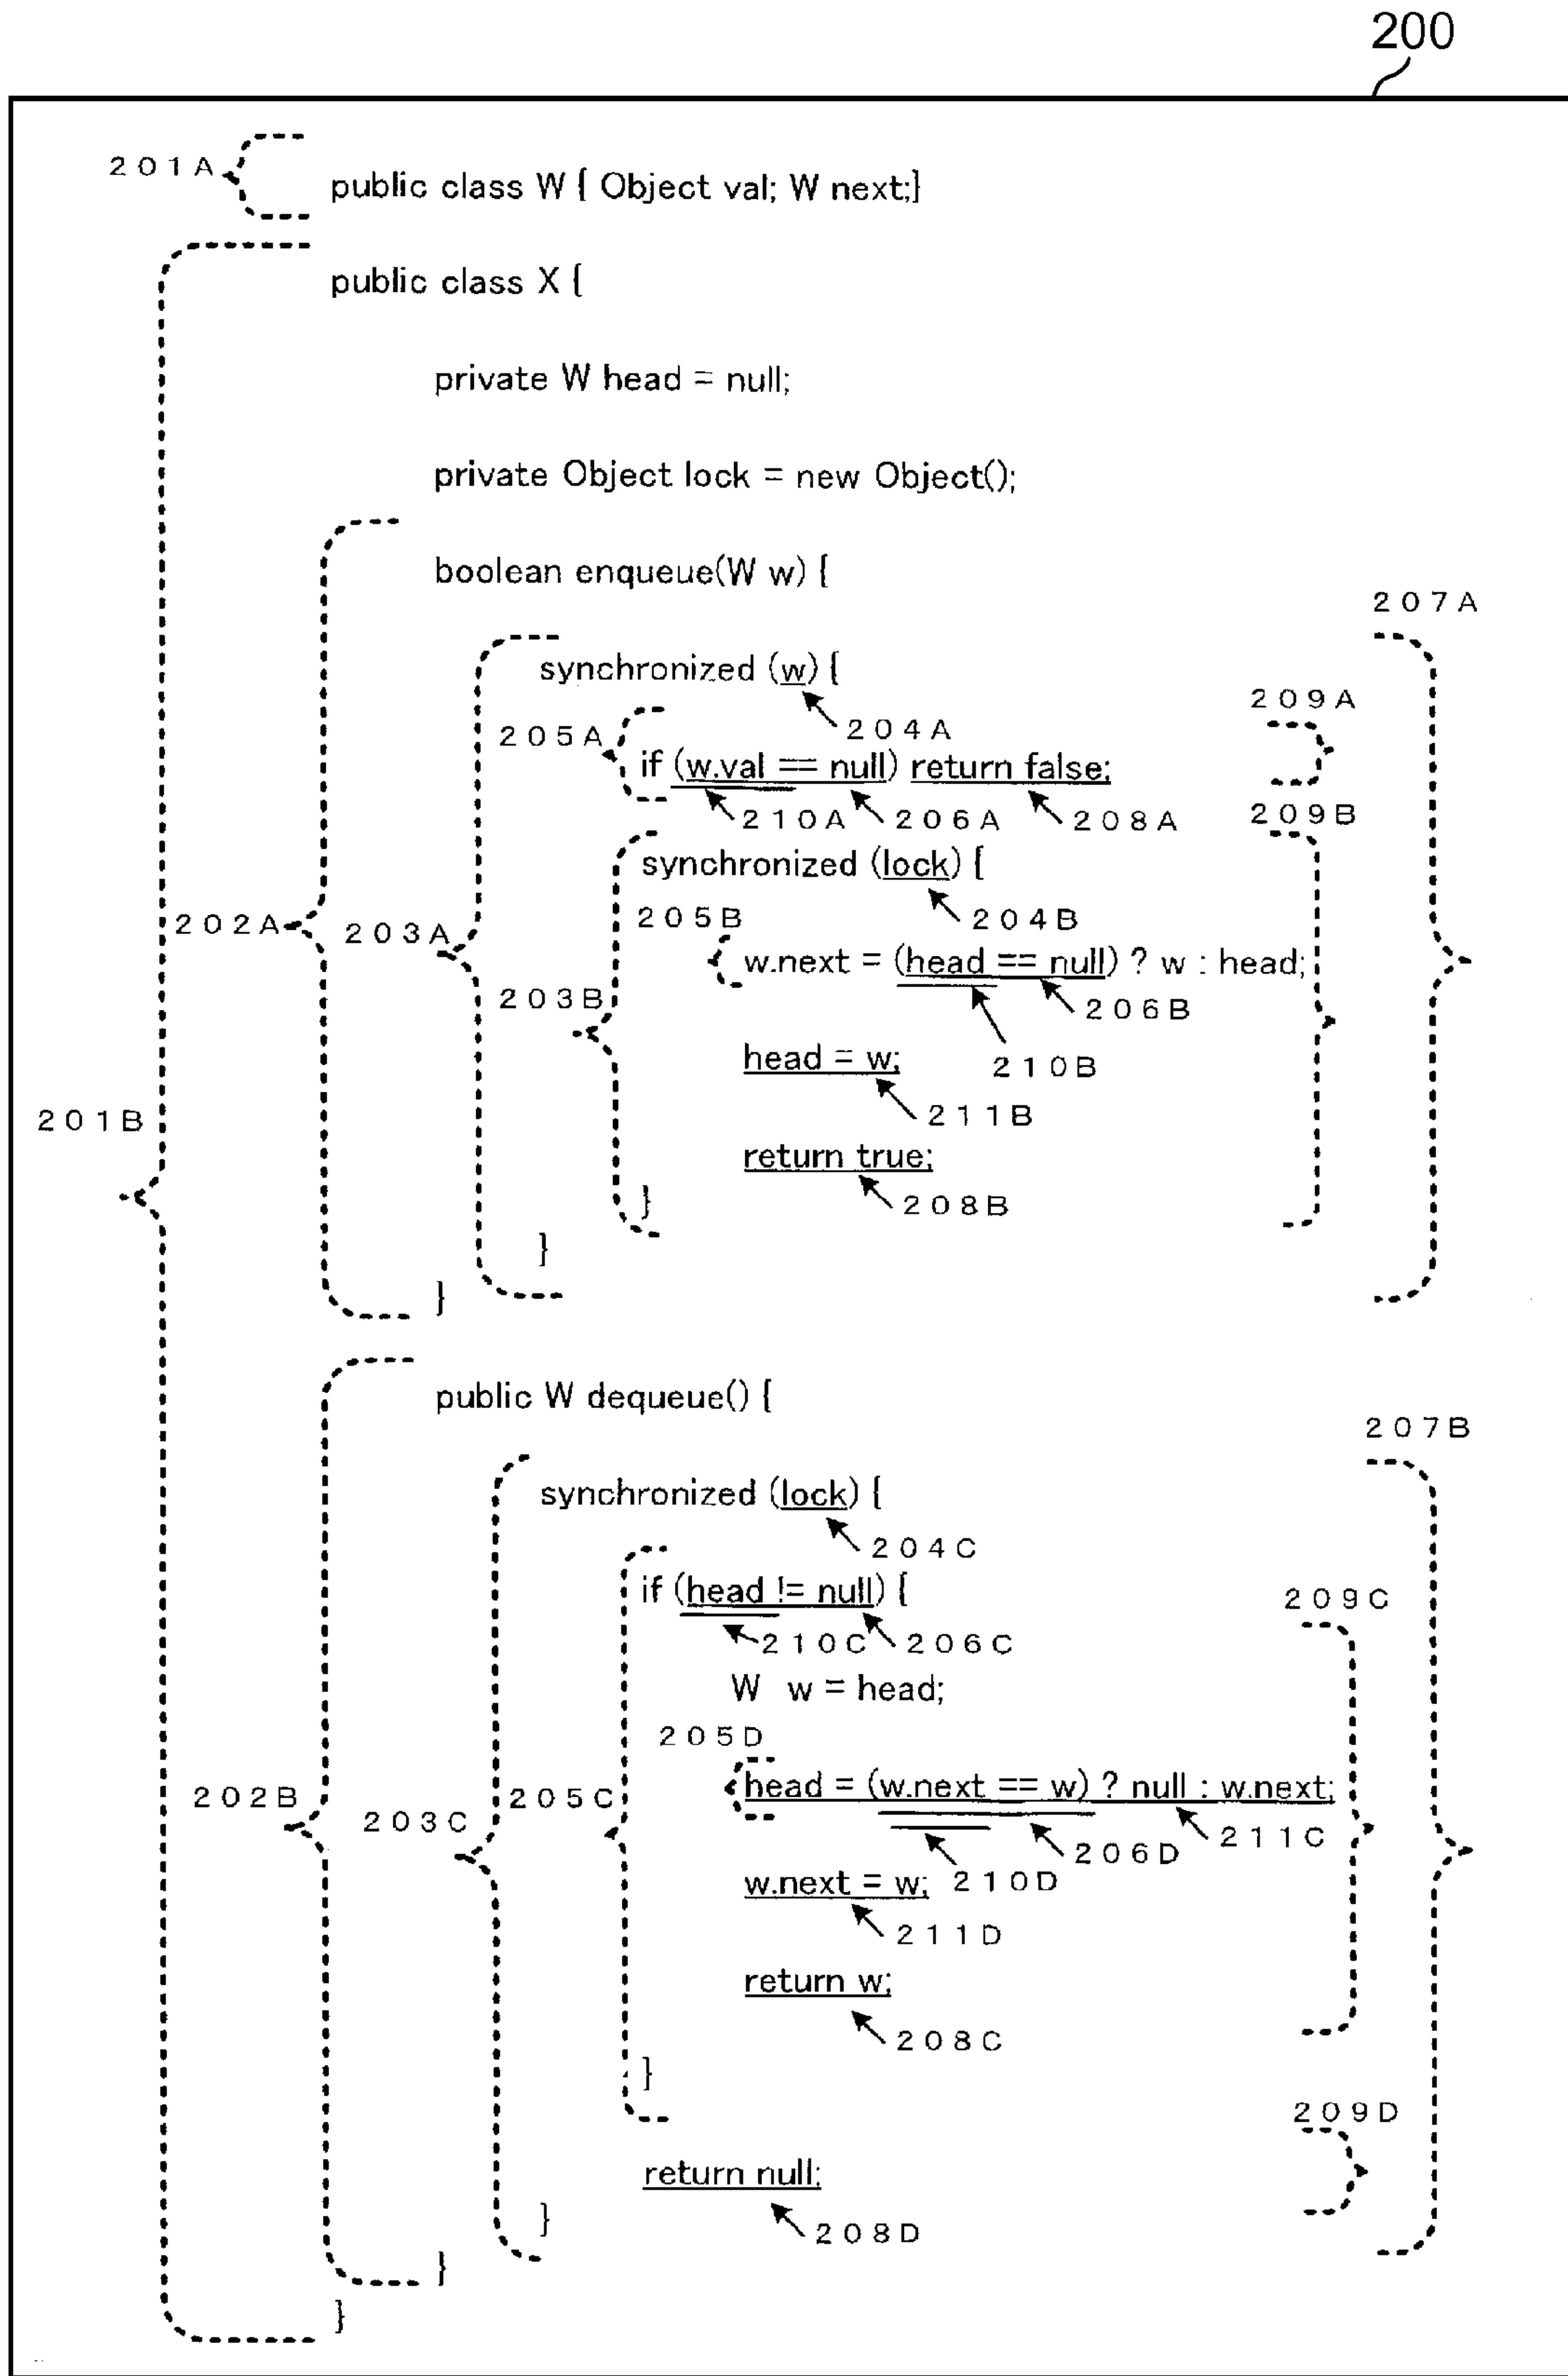 200
201A
public class W { Object val; W next;}
public class X {
private W head = null;
private Object lock = new Object();
boolean enqueue(W w) {
207A
synchronized (w) {
209A
205A
204A
if (w.val == null) return false;
210A 206A 208A
209B
synchronized (lock) {
205B
204B
202A
203A
w.next = (head == null) ? w : head;
203B
206B
head = w;
210B
201B
211B
return true;
208B
}
}
}
public W dequeue() {
207B
synchronized (lock) {
204C
if (head != null) {
209C
210C 206C
W w = head;
205D
head = (w.next == w) ? null : w.next;
202B
205C
203C
206D
211C
w.next = w;
210D
211D
return w;
208C
}
209D
return null;
}
208D
}
}